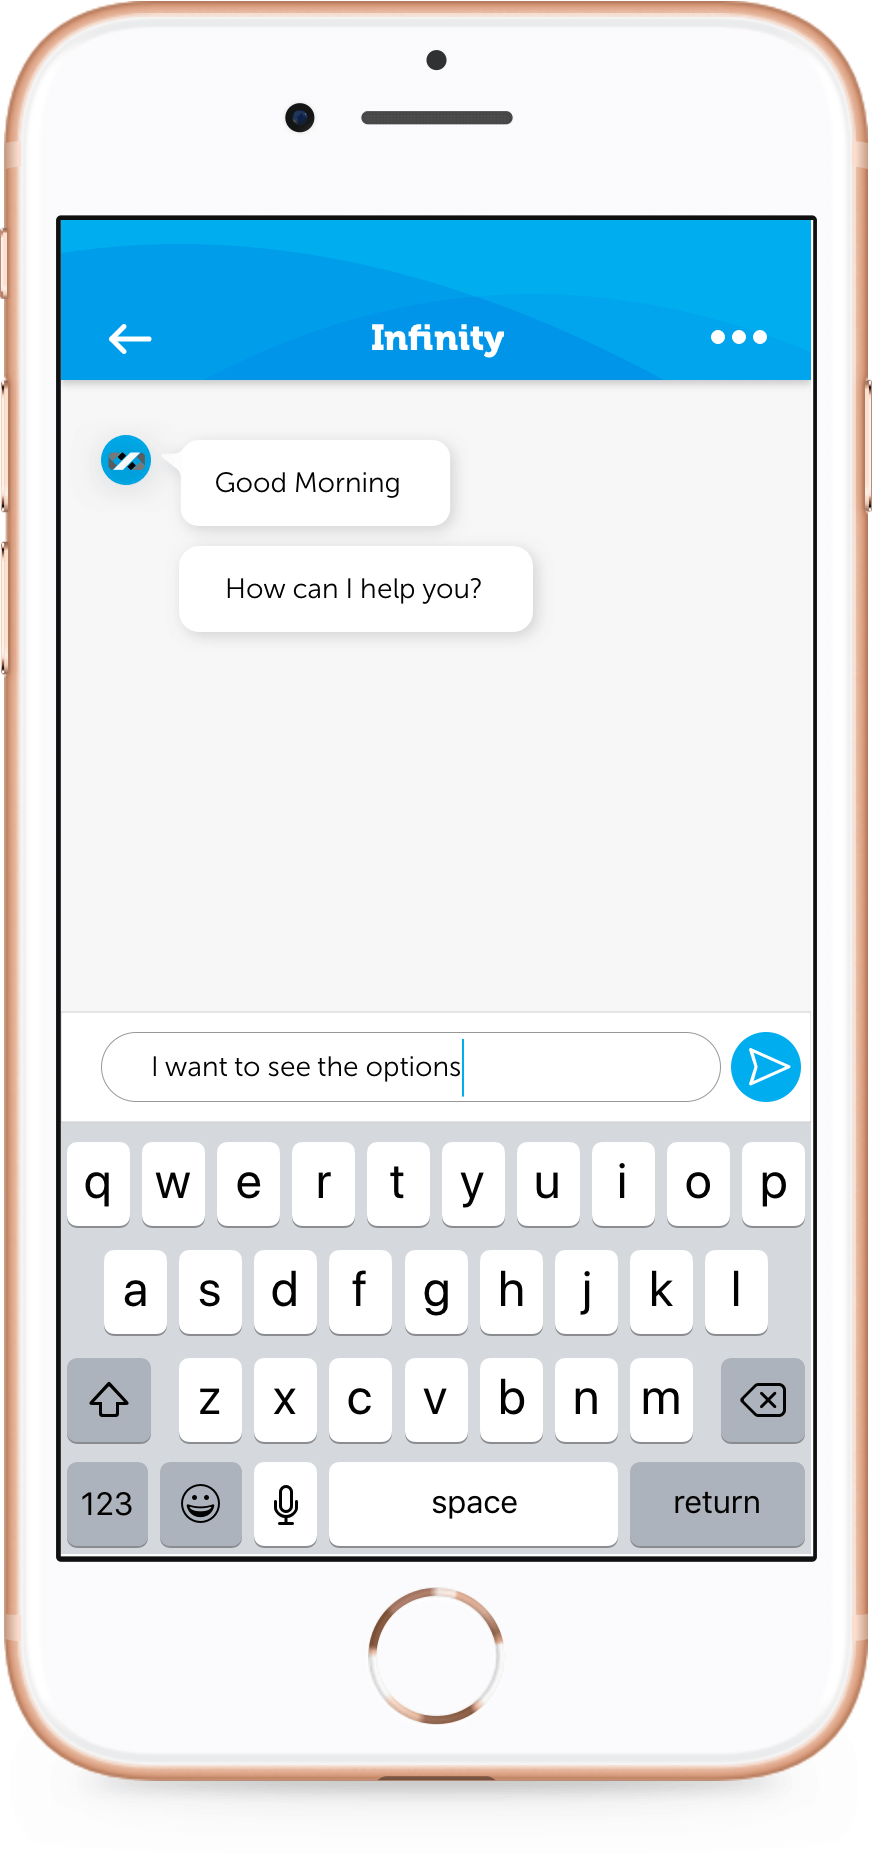 Infinity
Good Morning
How can I help you?
I want to see the options
q w e r t y u i o p
a s d f g h j k l
z x c v b n m
123 space return